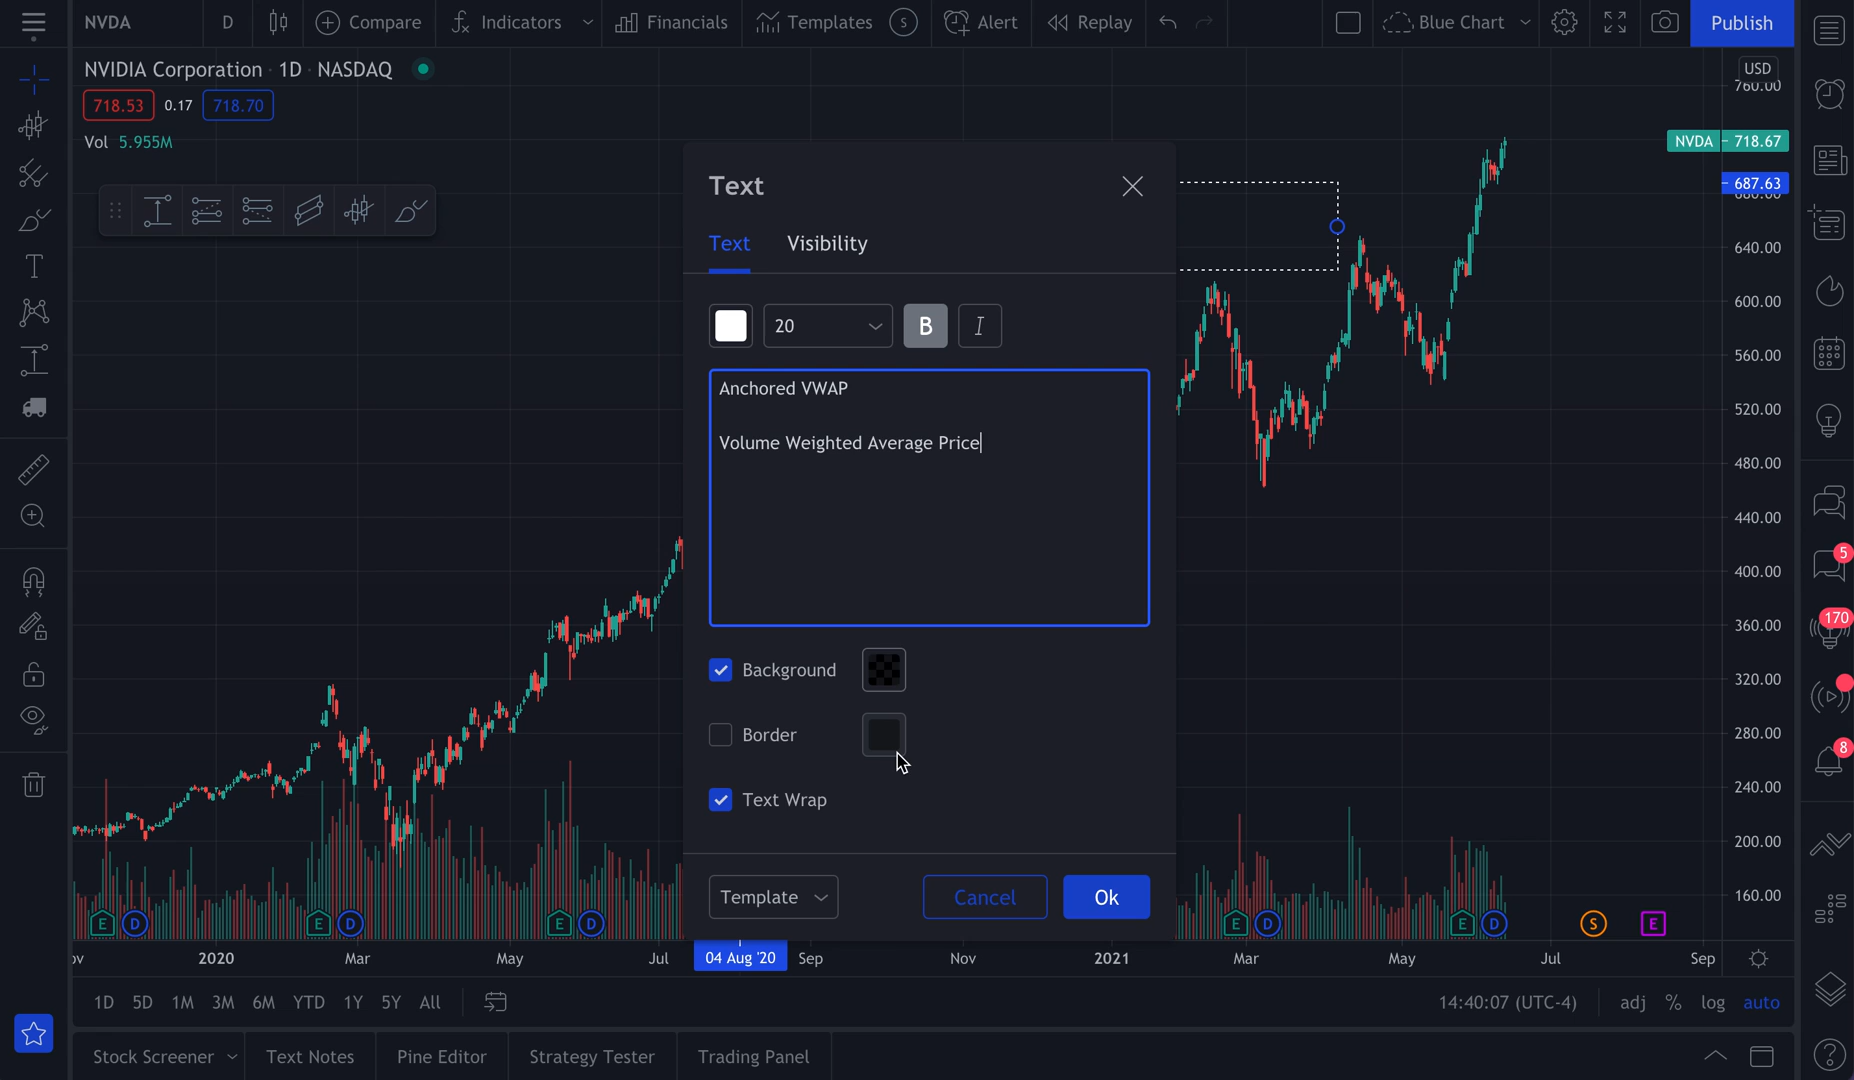 NVDA
D
Compare
Indicators
Financials
Templates
S
Alert
Replay
Blue Chart
Publish
NVIDIA Corporation · 1D · NASDAQ
718.53
0.17
718.70
Vol 5.955M
USD
760.00
NVDA 718.67
687.63
680.00
640.00
600.00
560.00
520.00
480.00
440.00
400.00
360.00
320.00
280.00
240.00
200.00
160.00
Text
Text
Visibility
20
B
I
Anchored VWAP
Volume Weighted Average Price
Background
Border
Text Wrap
Template
Cancel
Ok
5
170
8
E
D
E
D
E
D
E
D
E
D
S
E
ov
2020
Mar
May
Jul
04 Aug '20
Sep
Nov
2021
Mar
May
Jul
Sep
1D
5D
1M
3M
6M
YTD
1Y
5Y
All
14:40:07 (UTC-4)
adj
%
log
auto
Stock Screener
Text Notes
Pine Editor
Strategy Tester
Trading Panel